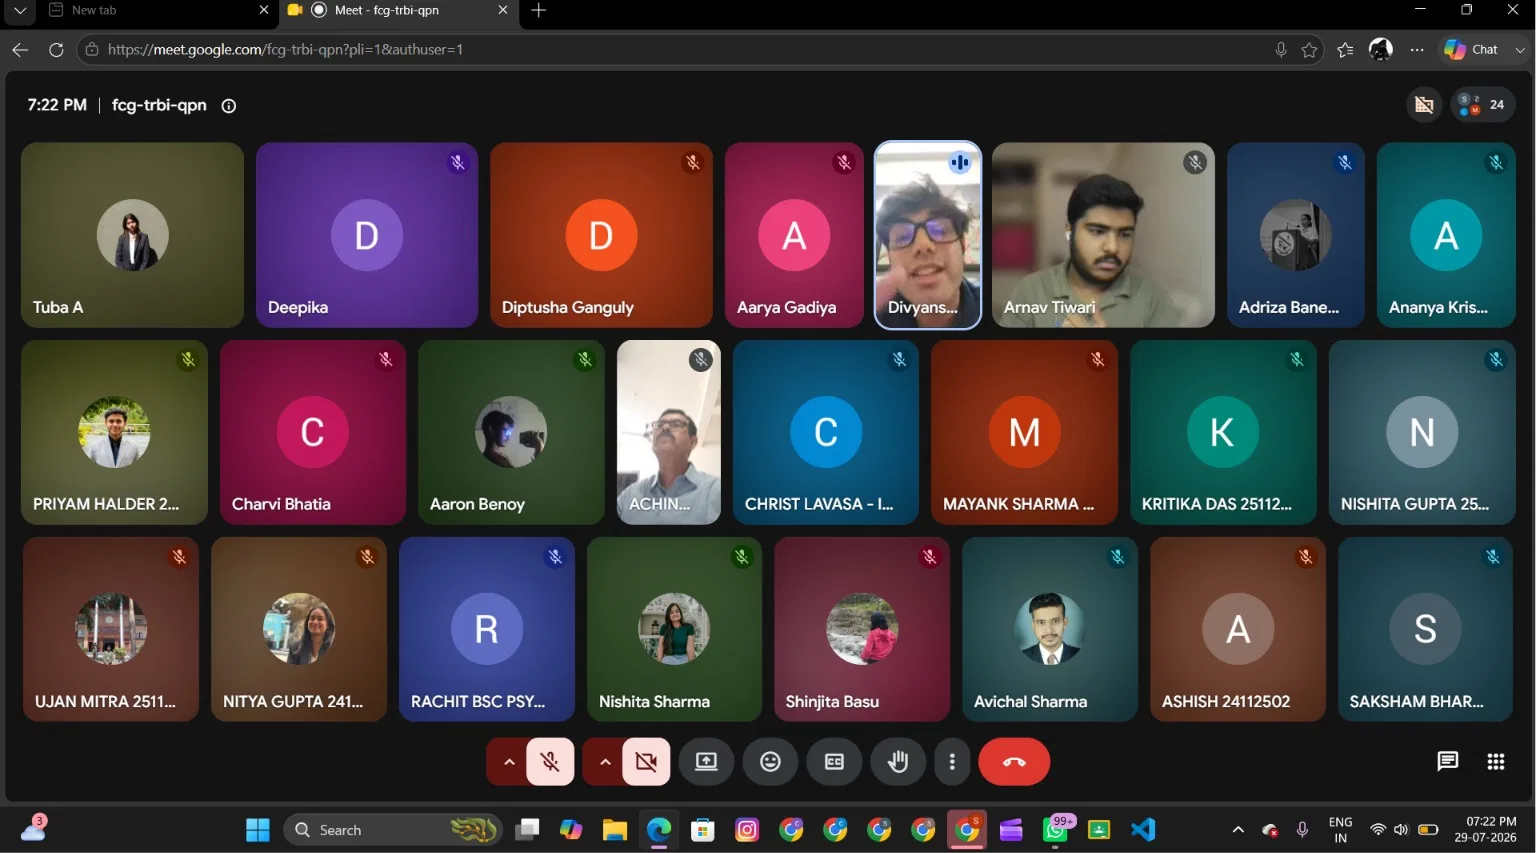 New tab
Meet - fcg-trbi-qpn
https://meet.google.com/fcg-trbi-qpn?pli=1&authuser=1
Chat
7:22 PM | fcg-trbi-qpn
24
Tuba A
D
Deepika
D
Diptusha Ganguly
A
Aarya Gadiya
Divyans...
Arnav Tiwari
Adriza Bane...
A
Ananya Kris...
PRIYAM HALDER 2...
C
Charvi Bhatia
Aaron Benoy
ACHIN...
C
CHRIST LAVASA - I...
M
MAYANK SHARMA ...
K
KRITIKA DAS 25112...
N
NISHITA GUPTA 25...
UJAN MITRA 2511...
NITYA GUPTA 241...
R
RACHIT BSC PSY...
Nishita Sharma
Shinjita Basu
Avichal Sharma
A
ASHISH 24112502
S
SAKSHAM BHAR...
3
Search
99+
ENG
IN
07:22 PM
29-07-2026